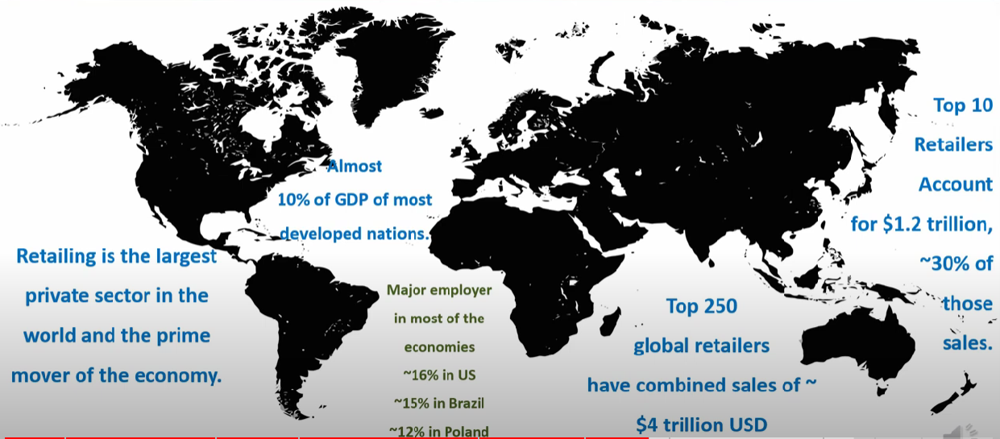 Retailing is the largest
private sector in the
world and the prime
mover of the economy.
Almost
10% of GDP of most
developed nations.
Major employer
in most of the
economies
~16% in US
~15% in Brazil
~12% in Poland
Top 250
global retailers
have combined sales of ~
$4 trillion USD
Top 10
Retailers
Account
for $1.2 trillion,
~30% of
those
sales.